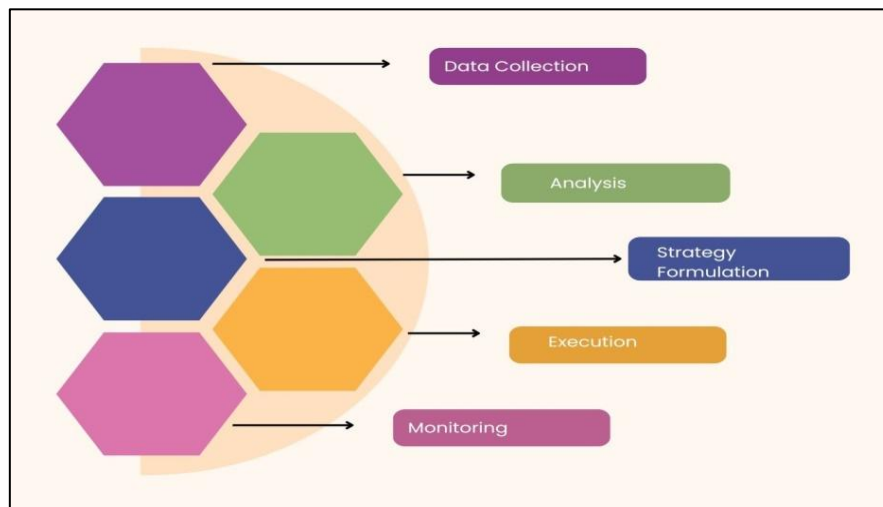 Data Collection
Analysis
Strategy
Formulation
Execution
Monitoring